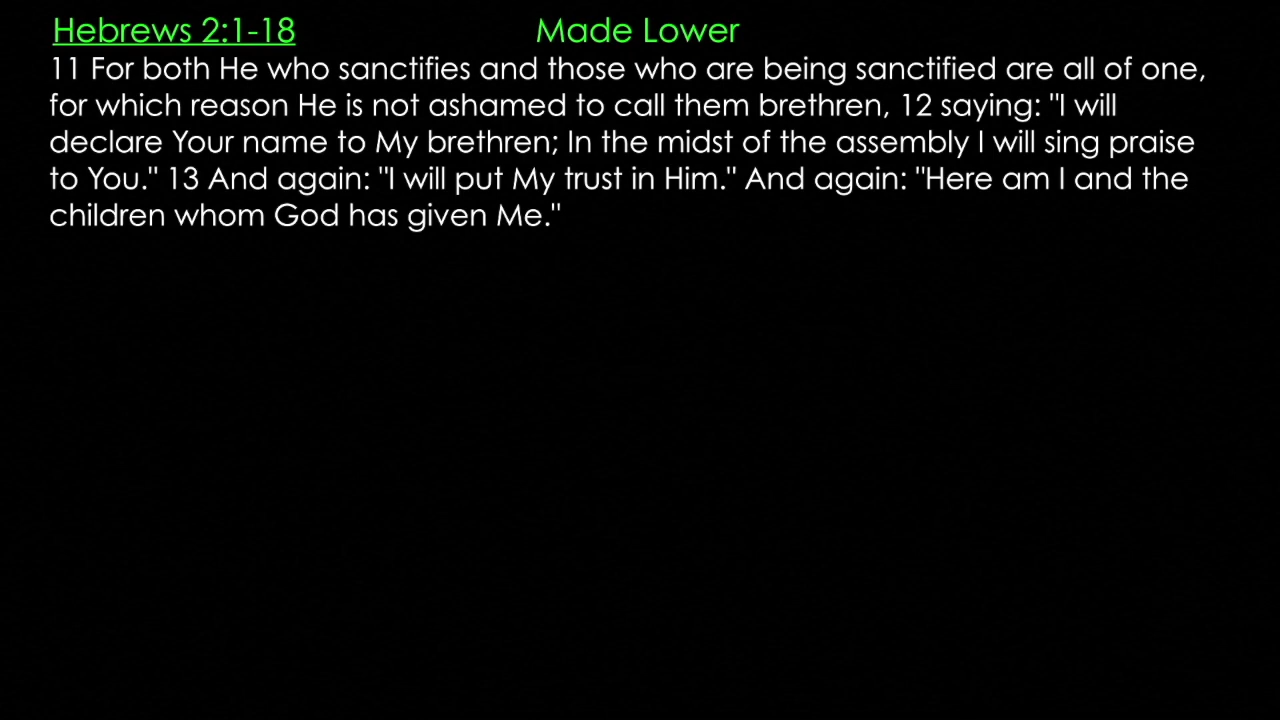 Hebrews 2:1-18 Made Lower
11 For both He who sanctifies and those who are being sanctified are all of one,
for which reason He is not ashamed to call them brethren, 12 saying: "I will
declare Your name to My brethren; In the midst of the assembly I will sing praise
to You." 13 And again: "I will put My trust in Him." And again: "Here am I and the
children whom God has given Me."